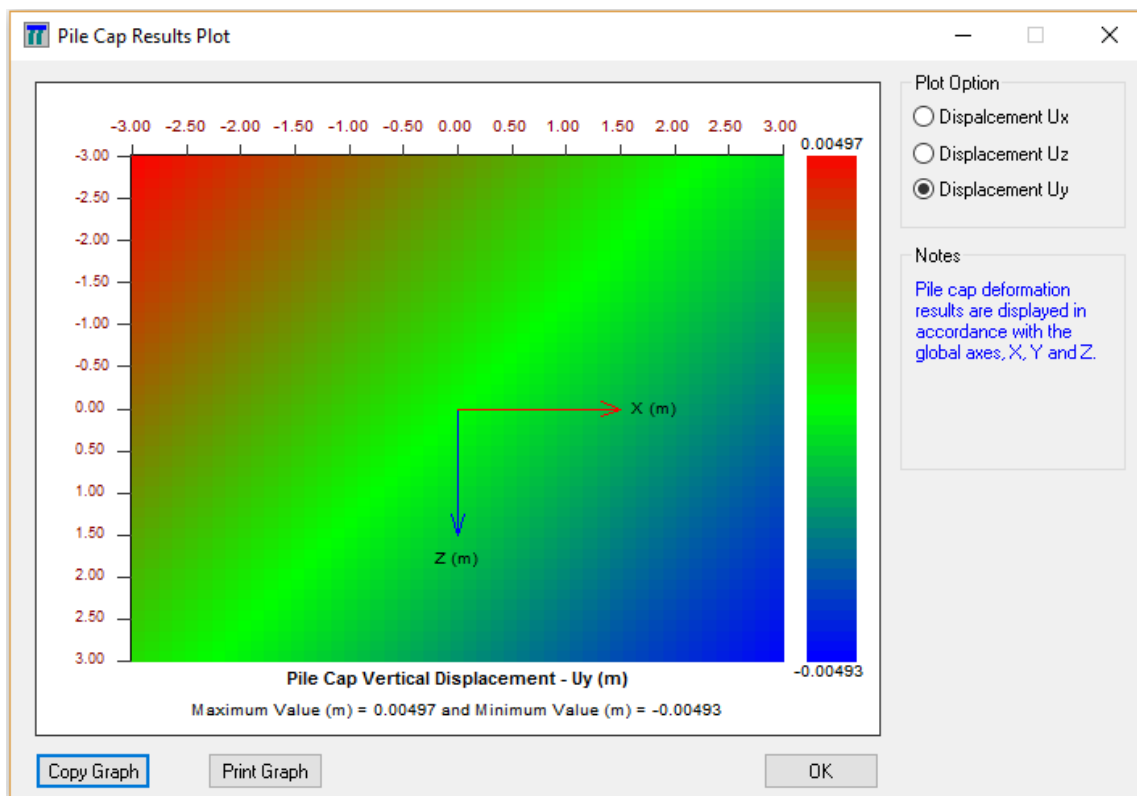 Pile Cap Results Plot
-3.00 -2.50 -2.00 -1.50 -1.00 -0.50 0.00 0.50 1.00 1.50 2.00 2.50 3.00
-3.00
-2.50
-2.00
-1.50
-1.00
-0.50
0.00
0.50
1.00
1.50
2.00
2.50
3.00
X (m)
Z (m)
0.00497
-0.00493
Pile Cap Vertical Displacement - Uy (m)
Maximum Value (m) = 0.00497 and Minimum Value (m) = -0.00493
Plot Option
Dispalcement Ux
Displacement Uz
Displacement Uy
Notes
Pile cap deformation
results are displayed in
accordance with the
global axes, X, Y and Z.
Copy Graph
Print Graph
OK